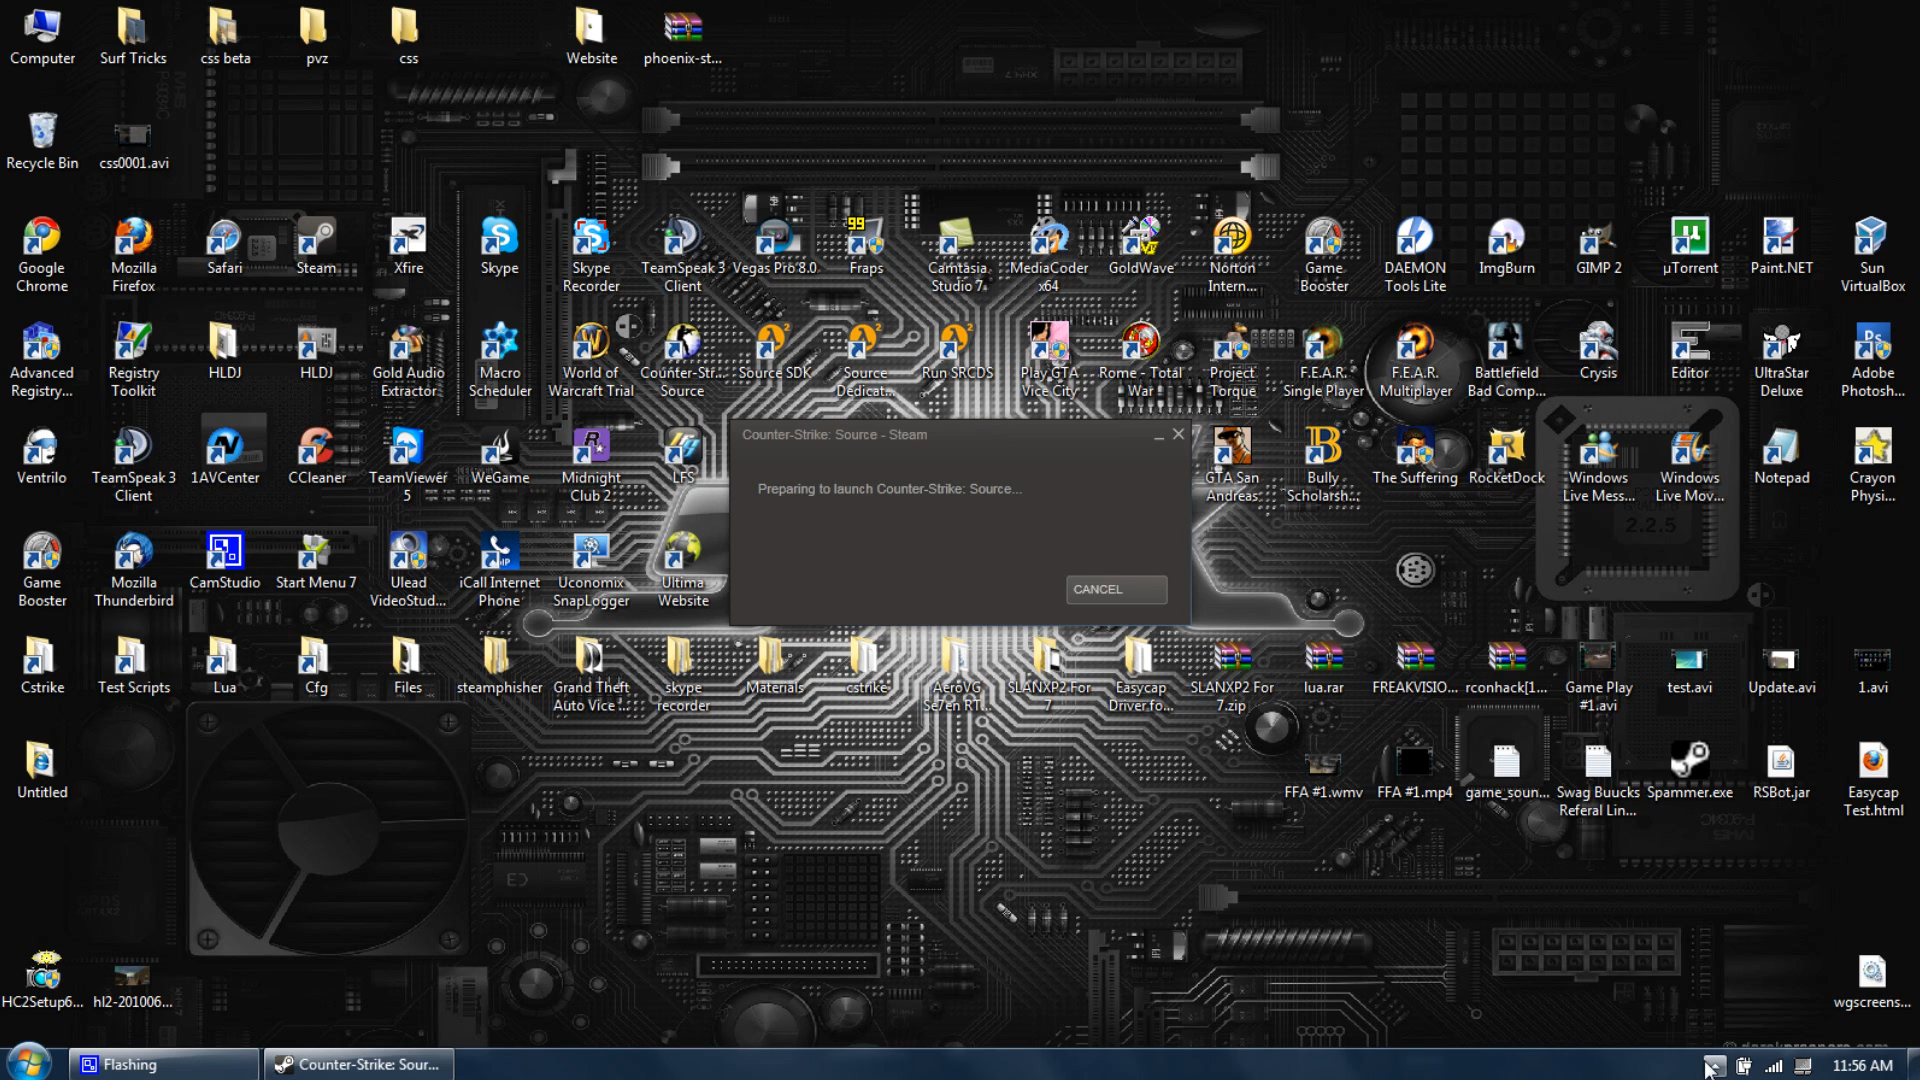 Computer
Surf Tricks
css beta
pvz
css
Website
phoenix-st...
Recycle Bin
css0001.avi
Google Chrome
Mozilla Firefox
Safari
Steam
Xfire
Skype
Skype Recorder
TeamSpeak 3 Client
Vegas Pro 8.0
99
Fraps
Camtasia Studio 7
MediaCoder x64
GoldWave
Norton Intern...
Game Booster
DAEMON Tools Lite
ImgBurn
GIMP 2
µTorrent
Paint.NET
Sun VirtualBox
Advanced Registry...
Registry Toolkit
HLDJ
HLDJ
Gold Audio Extractor
Macro Scheduler
World of Warcraft Trial
Counter-Str... Source
Source SDK
Source Dedicat...
Run SRCDS
Play GTA Vice City
Rome - Total War
Project Torque
F.E.A.R. Single Player
F.E.A.R. Multiplayer
Battlefield Bad Comp...
Crysis
Editor
UltraStar Deluxe
Adobe Photosh...
Ventrilo
TeamSpeak 3 Client
1AVCenter
CCleaner
TeamViewer 5
WeGame
Midnight Club 2
LFS
Counter-Strike: Source - Steam
Preparing to launch Counter-Strike: Source...
CANCEL
GTA San Andreas
Bully Scholarsh...
The Suffering
RocketDock
Windows Live Mess...
Windows Live Mov...
Notepad
Crayon Physi...
2.2.5
Game Booster
Mozilla Thunderbird
CamStudio
Start Menu 7
Ulead VideoStud...
iCall Internet Phone
Uconomix SnapLogger
Ultima Website
Cstrike
Test Scripts
Lua
Cfg
Files
steamphisher
Grand Theft Auto Vice ...
skype recorder
Materials
cstrike
AeroVG Se7en RT...
SLANXP2 For 7
Easycap Driver fo...
SLANXP2 For 7.zip
lua.rar
FREAKVISIO...
rconhack[1...
Game Play #1.avi
test.avi
Update.avi
1.avi
Untitled
FFA #1.wmv
FFA #1.mp4
game_soun...
Swag Buucks Referal Lin...
Spammer.exe
RSBot.jar
Easycap Test.html
HC2Setup6...
hl2-201006...
wgscreens...
Flashing
Counter-Strike: Sour...
11:56 AM